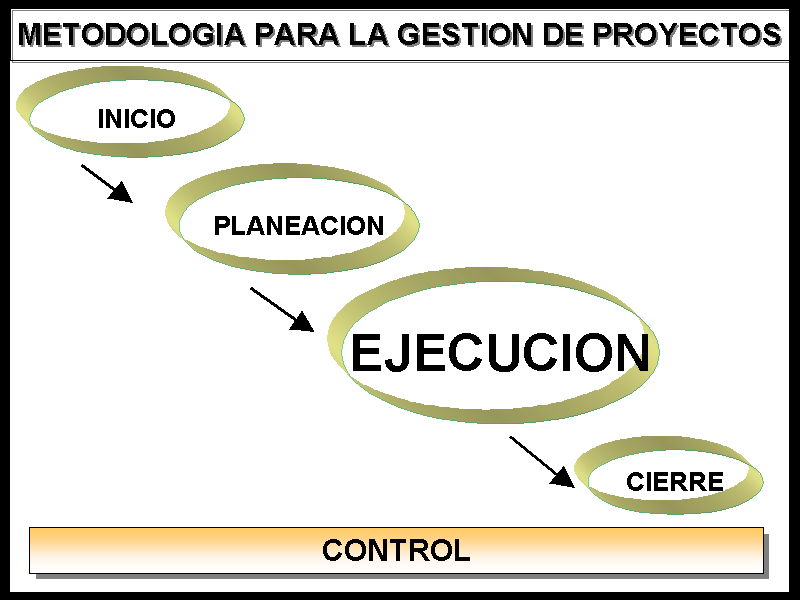 METODOLOGIA PARA LA GESTION DE PROYECTOS
INICIO
PLANEACION
EJECUCION
CIERRE
CONTROL